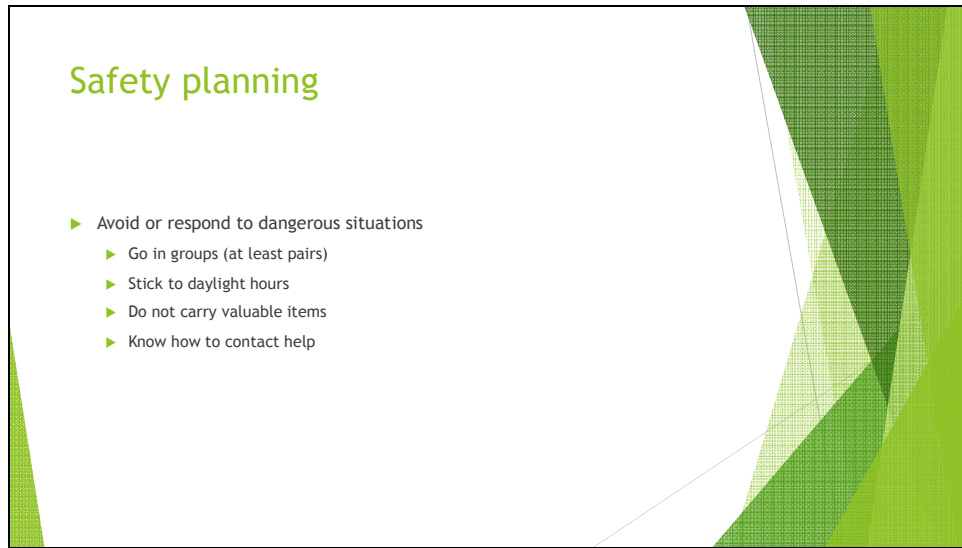 Safety planning
Avoid or respond to dangerous situations
Go in groups (at least pairs)
Stick to daylight hours
Do not carry valuable items
Know how to contact help